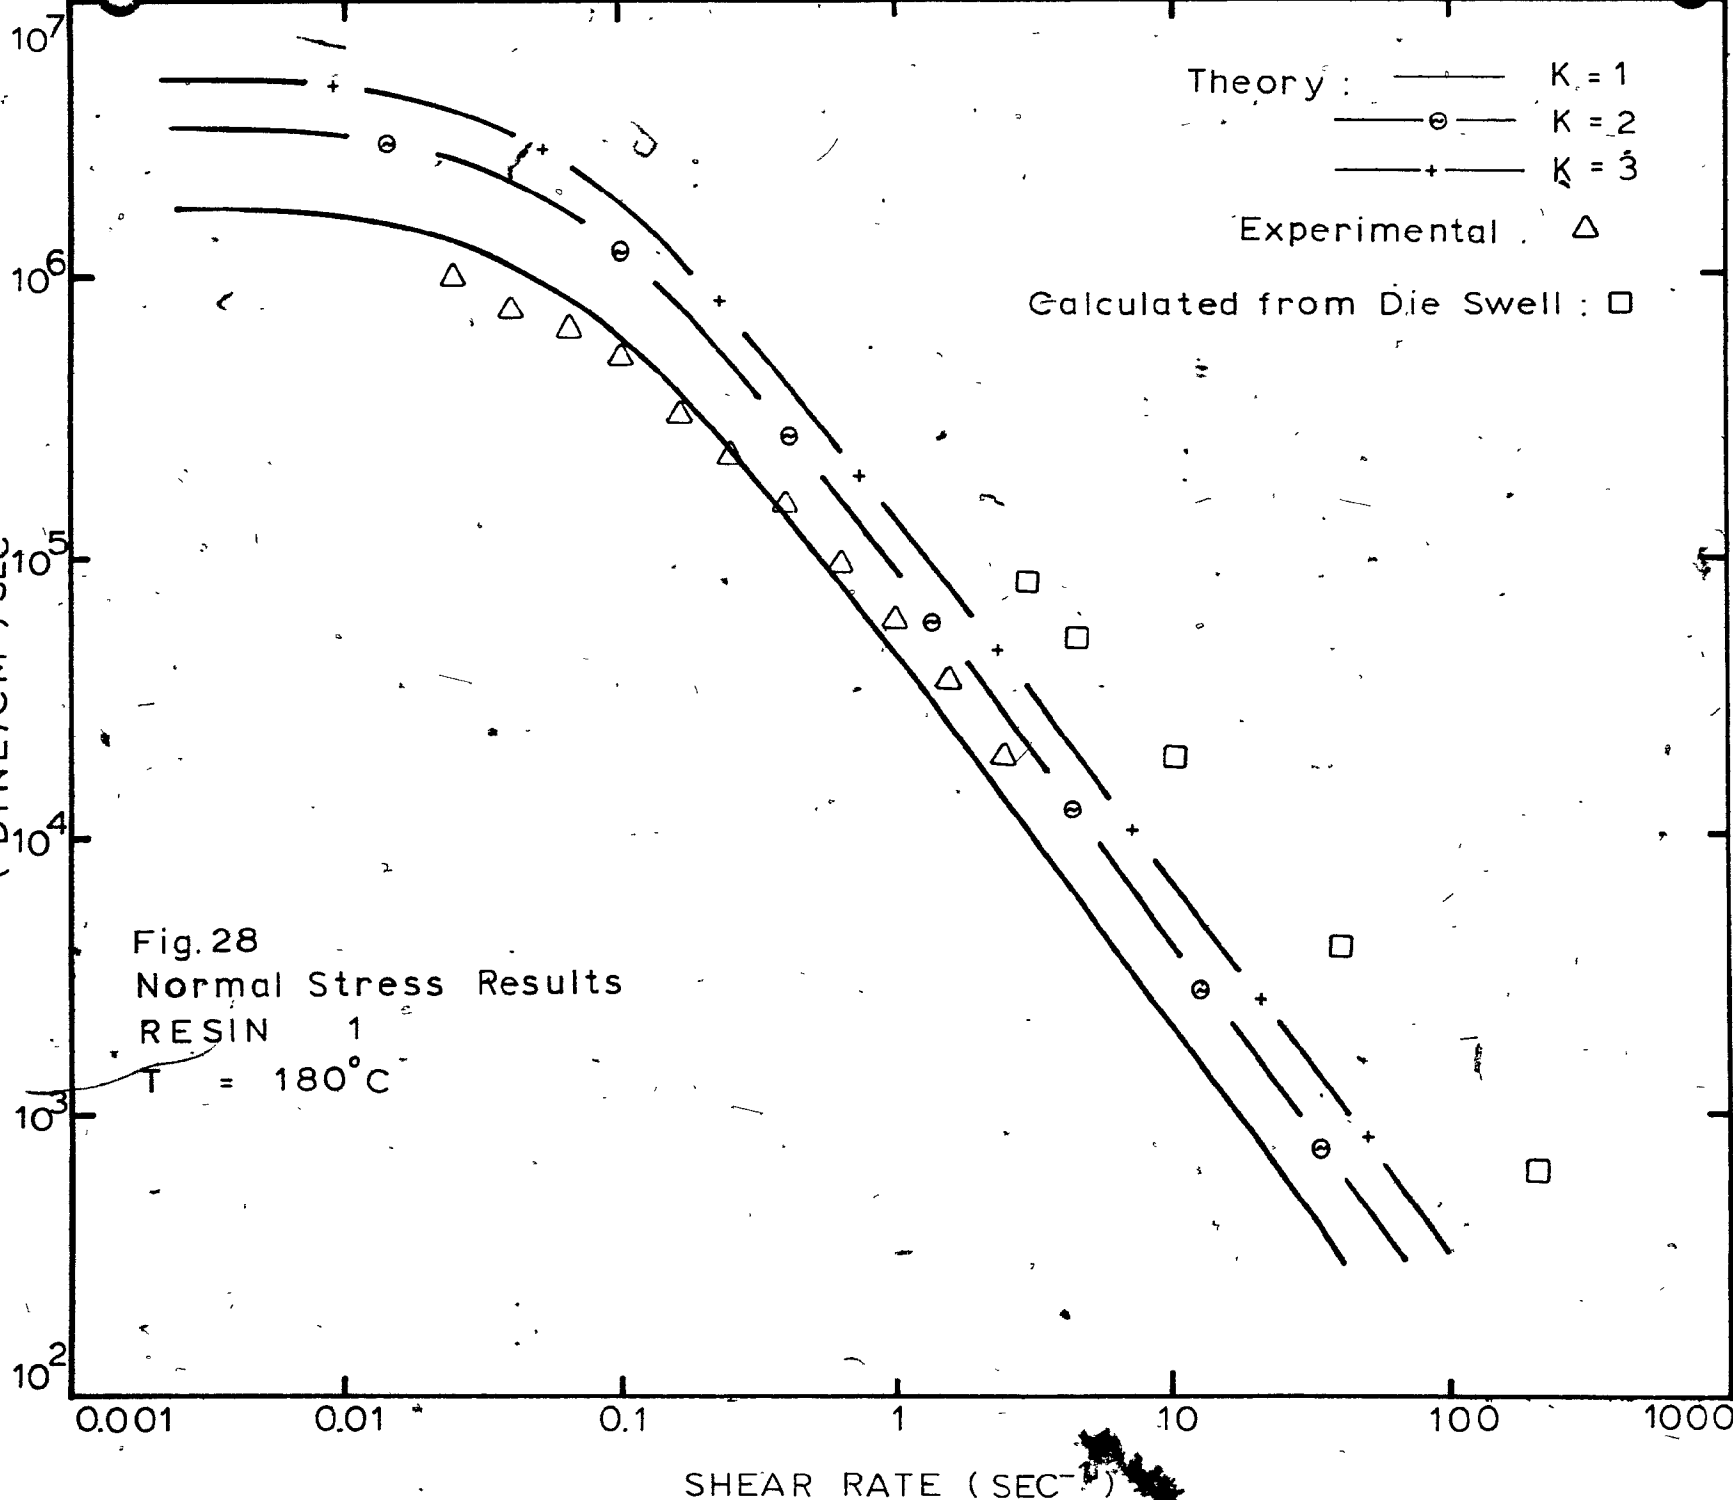 10⁷
10⁶
10⁵
10⁴
10³
10²
Theory : K = 1
K = 2
K = 3
Experimental . △
Calculated from Die Swell : □
Fig. 28
Normal Stress Results
RESIN 1
T = 180°C
0.001 0.01 0.1 1 10 100 1000
SHEAR RATE ( SEC⁻¹ )